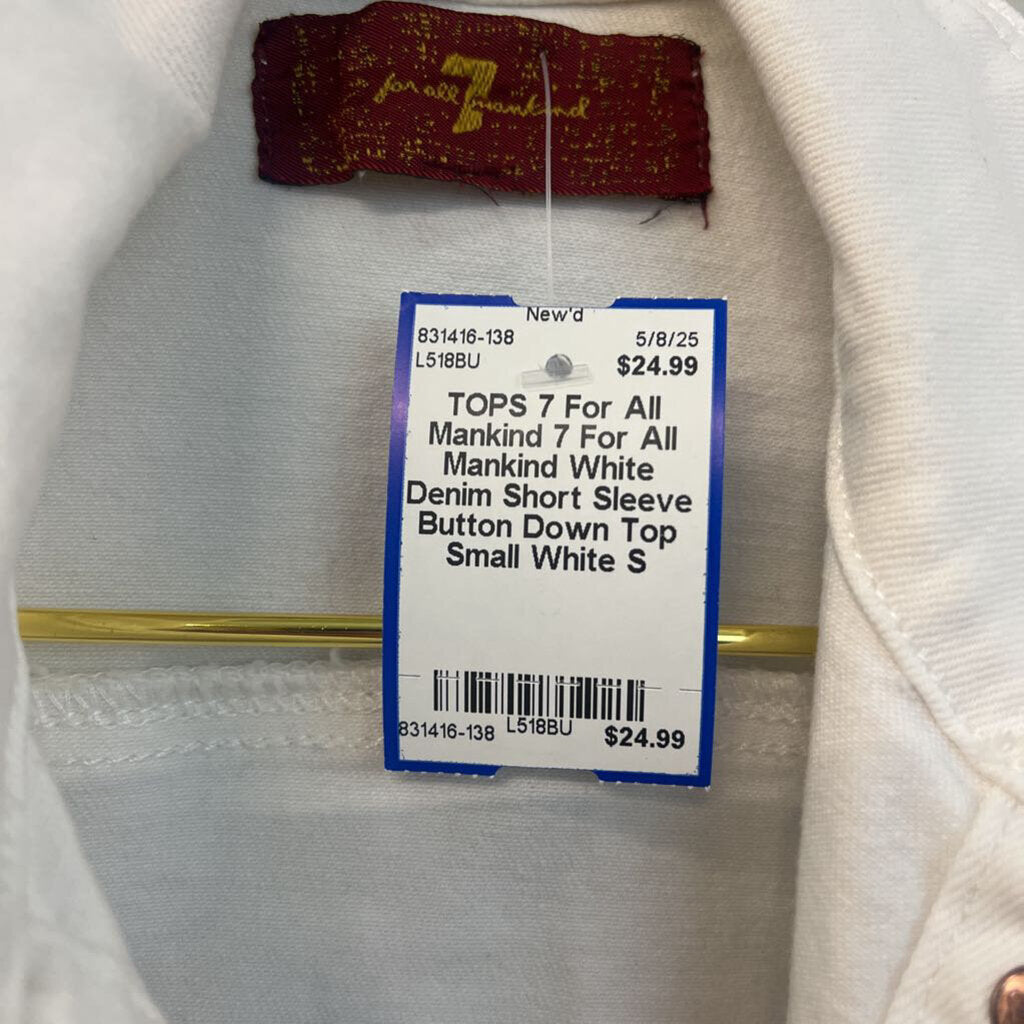 for all 7 mankind
New'd
831416-138 5/8/25
L518BU $24.99
TOPS 7 For All
Mankind 7 For All
Mankind White
Denim Short Sleeve
Button Down Top
Small White S
831416-138 L518BU $24.99